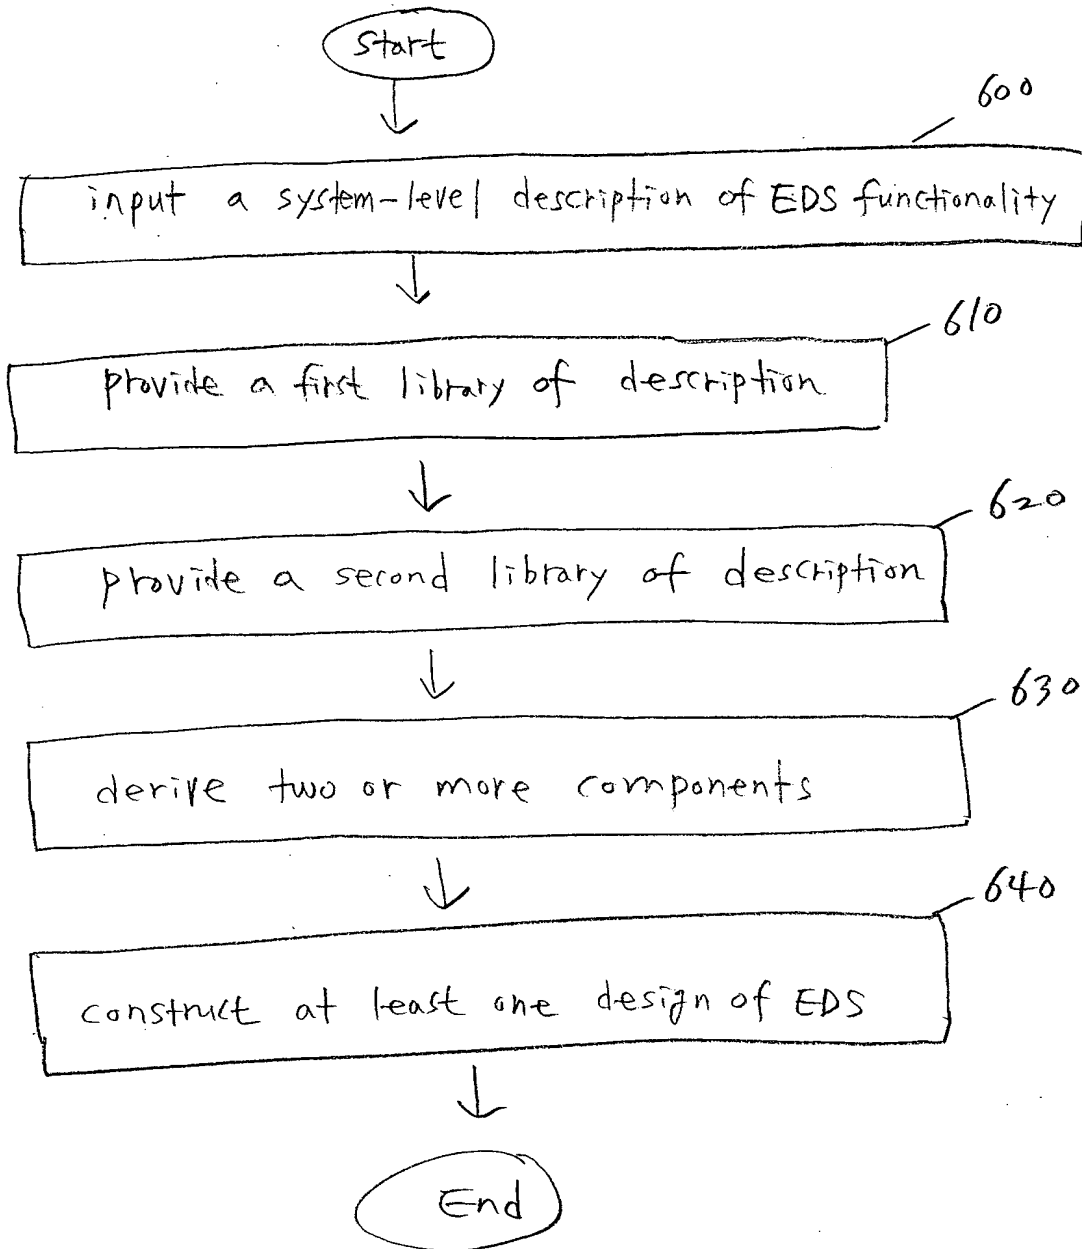 Start
600
input a system-level description of EDS functionality
610
provide a first library of description
620
provide a second library of description
630
derive two or more components
640
construct at least one design of EDS
End